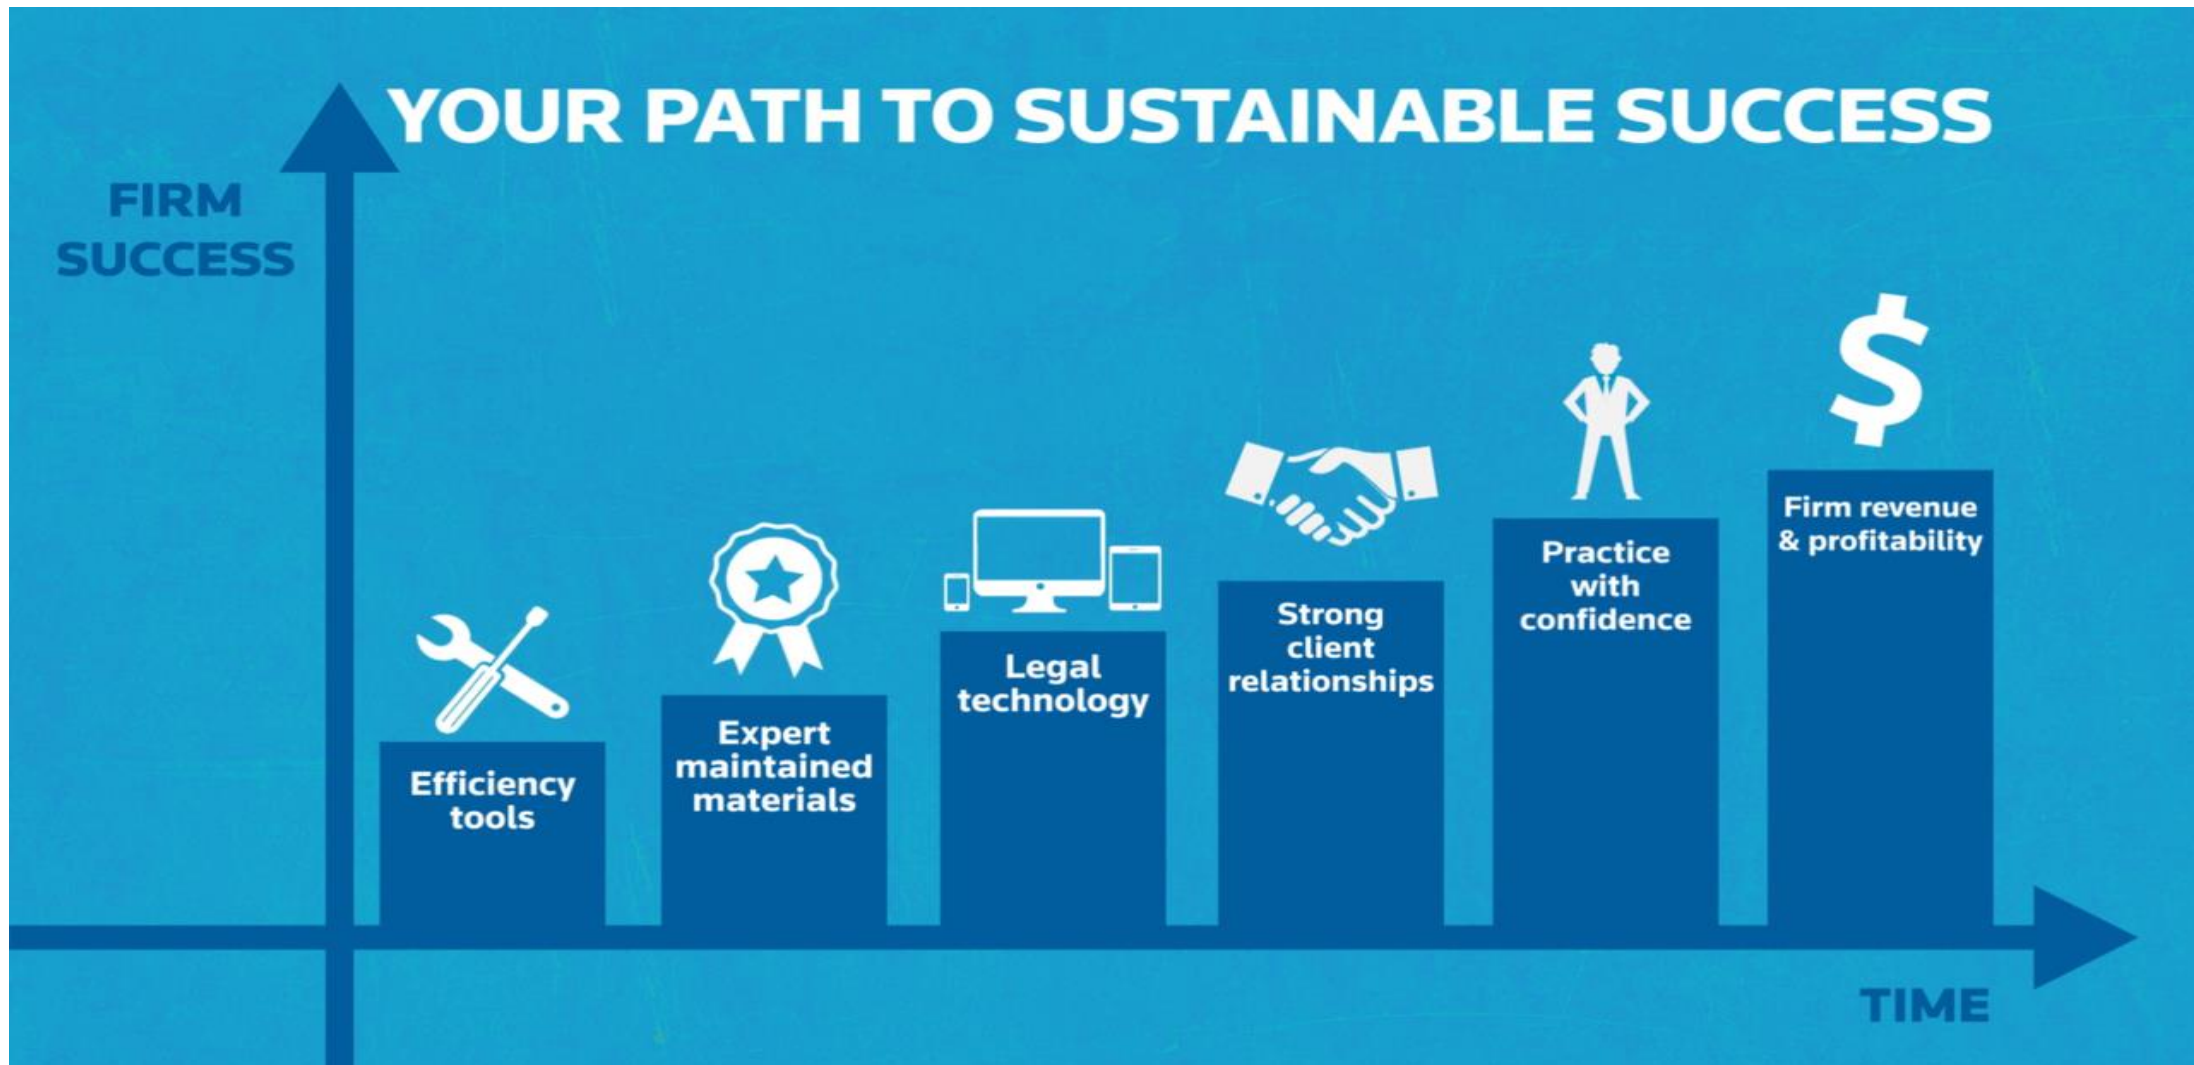 YOUR PATH TO SUSTAINABLE SUCCESS
FIRM
SUCCESS
Efficiency
tools
Expert
maintained
materials
Legal
technology
Strong
client
relationships
Practice
with
confidence
$
Firm revenue
& profitability
TIME